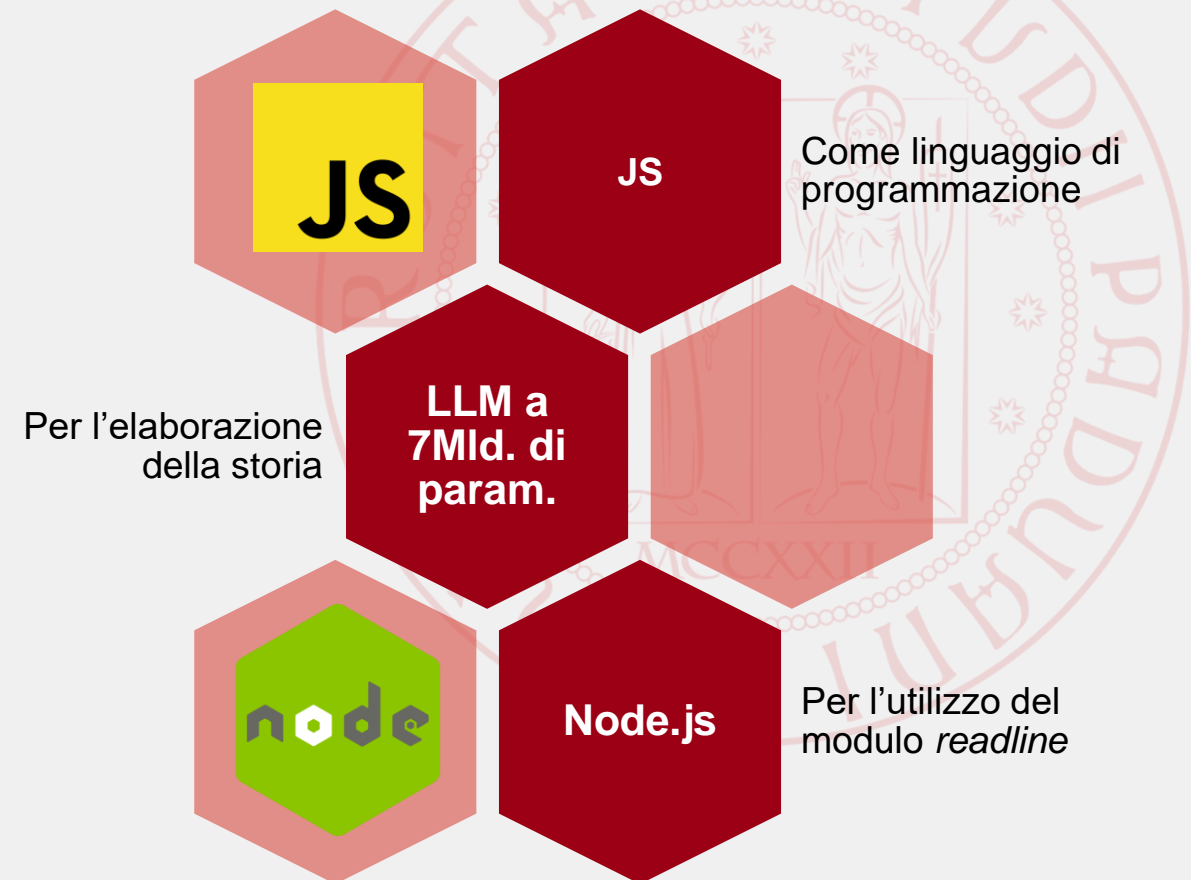 JS
JS
Come linguaggio di
programmazione
Per l’elaborazione
della storia
LLM a
7Mld. di
param.
MCCXXII
node
Node.js
Per l’utilizzo del
modulo readline